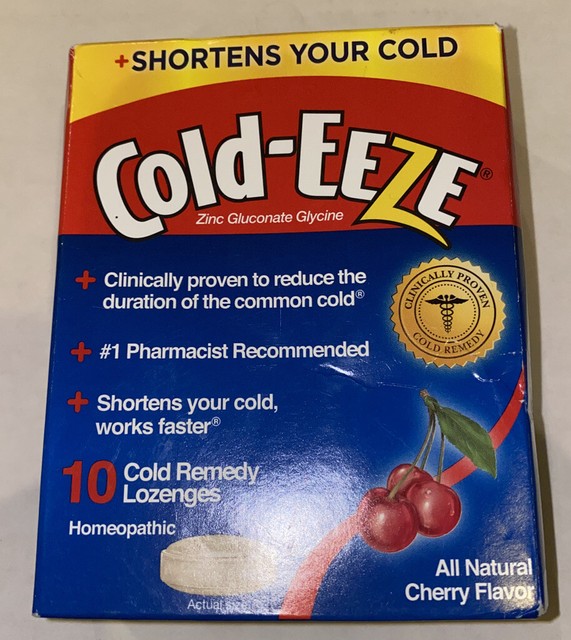 +SHORTENS YOUR COLD
Cold-EEZE®
Zinc Gluconate Glycine
+ Clinically proven to reduce the
duration of the common cold®
CLINICALLY PROVEN
COLD REMEDY
+ #1 Pharmacist Recommended
+ Shortens your cold,
works faster®
10 Cold Remedy
Lozenges
Homeopathic
Actual size
All Natural
Cherry Flavor